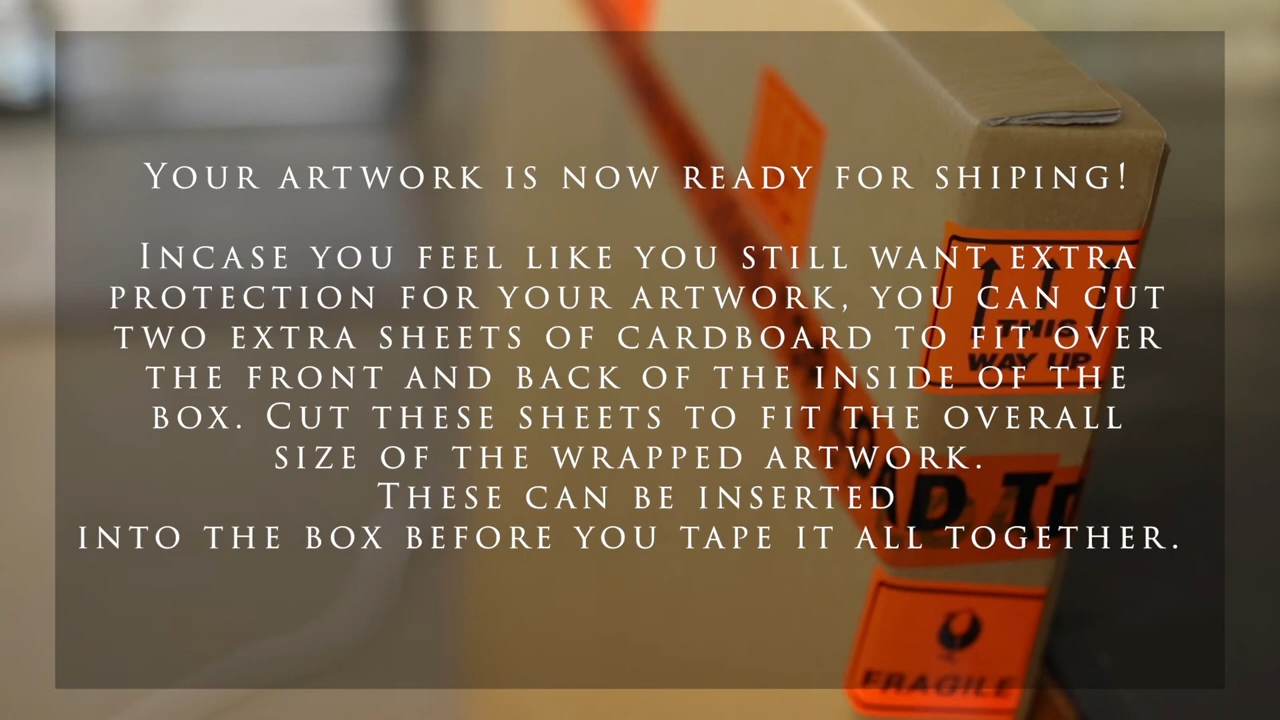 Your artwork is now ready for shiping!
Incase you feel like you still want extra
protection for your artwork, you can cut
two extra sheets of cardboard to fit over
the front and back of the inside of the
box. Cut these sheets to fit the overall
size of the wrapped artwork.
These can be inserted
into the box before you tape it all together.
THIS
WAY UP
FRAGILE